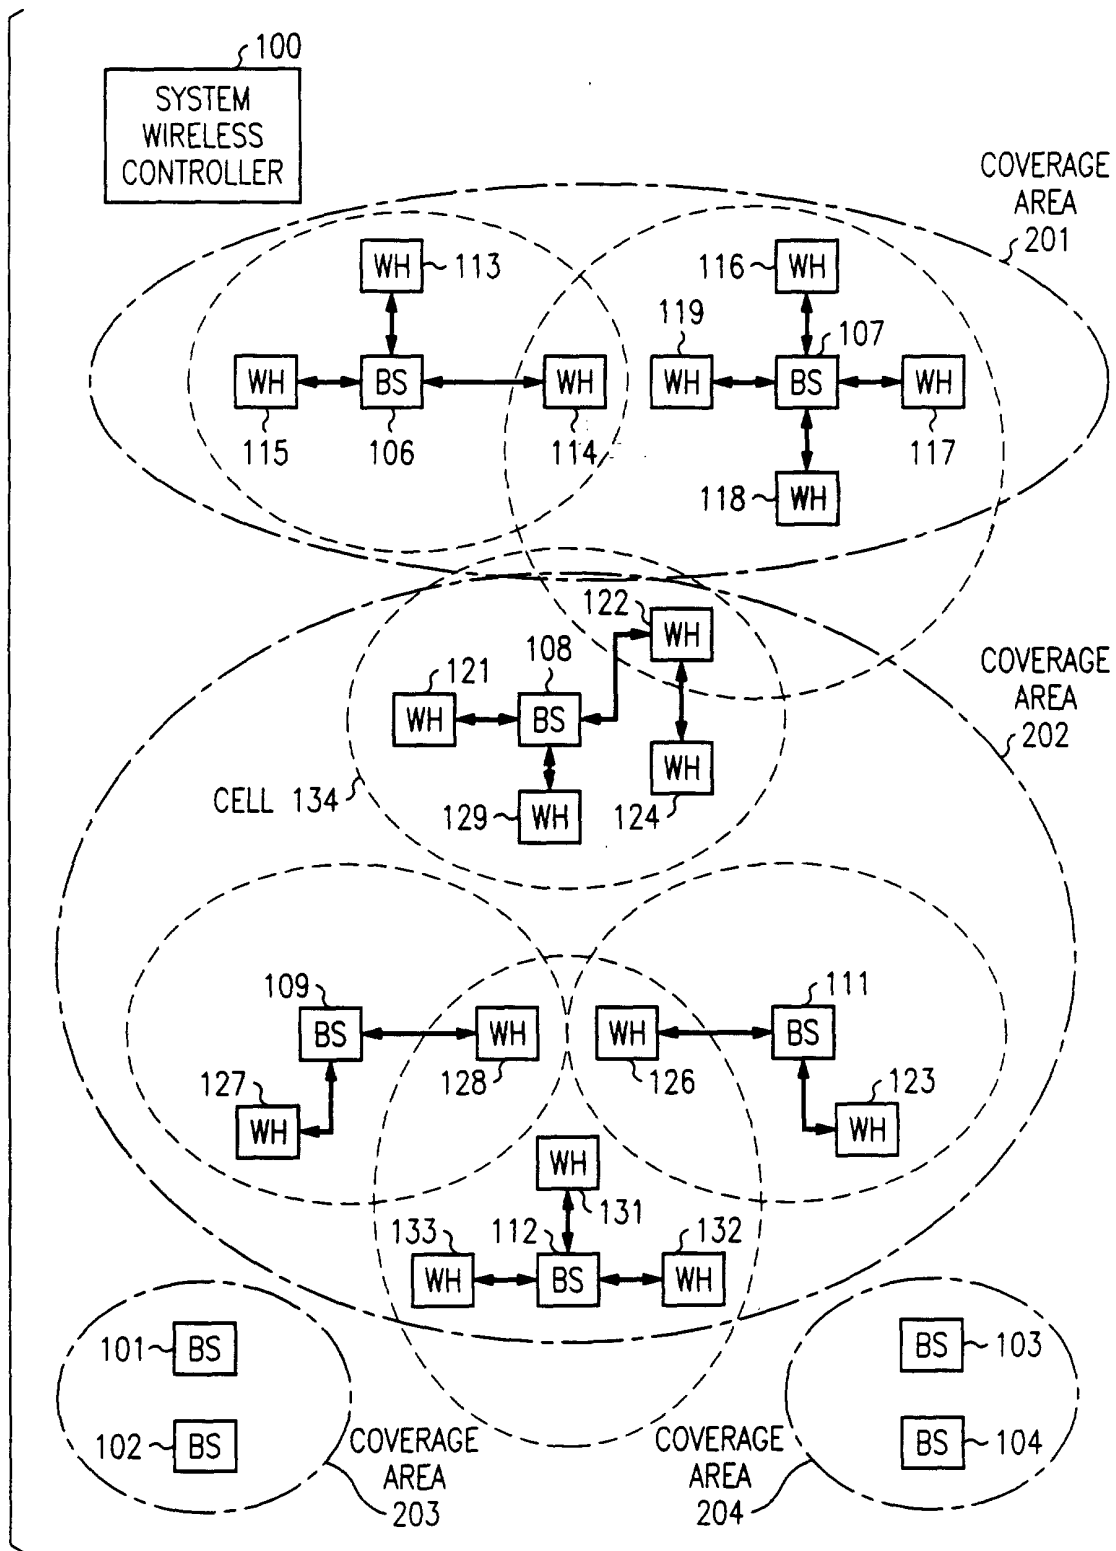 100
SYSTEM
WIRELESS
CONTROLLER
COVERAGE
AREA
201
WH 113
116 WH
119
107
WH BS WH
WH BS WH
115 106 114
117
118 WH
122 WH
COVERAGE
AREA
202
121
108
WH BS
WH
CELL 134
129 WH
124
109
BS WH
128
111
WH BS
126
127
WH
123
WH
WH
131
133 112 132
WH BS WH
101 BS
102 BS
COVERAGE
AREA
203
BS 103
BS 104
COVERAGE
AREA
204